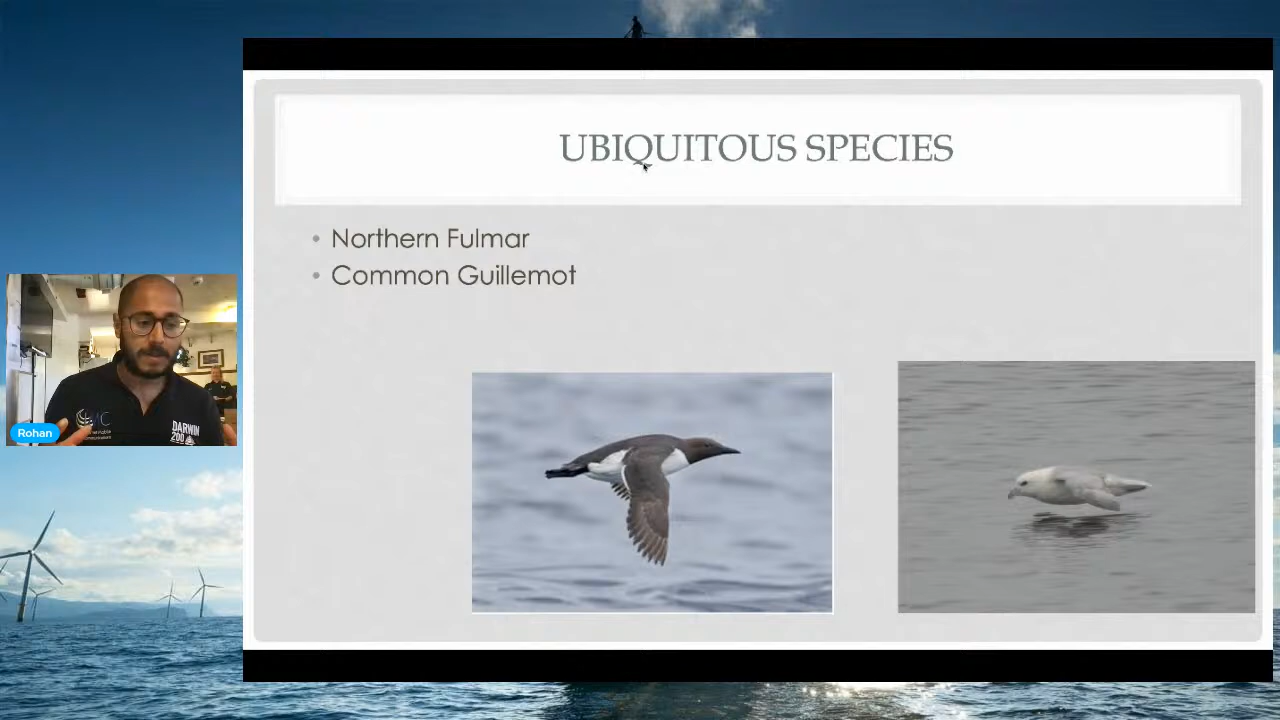 UBIQUITOUS SPECIES
• Northern Fulmar
• Common Guillemot
Rohan
DARWIN
200